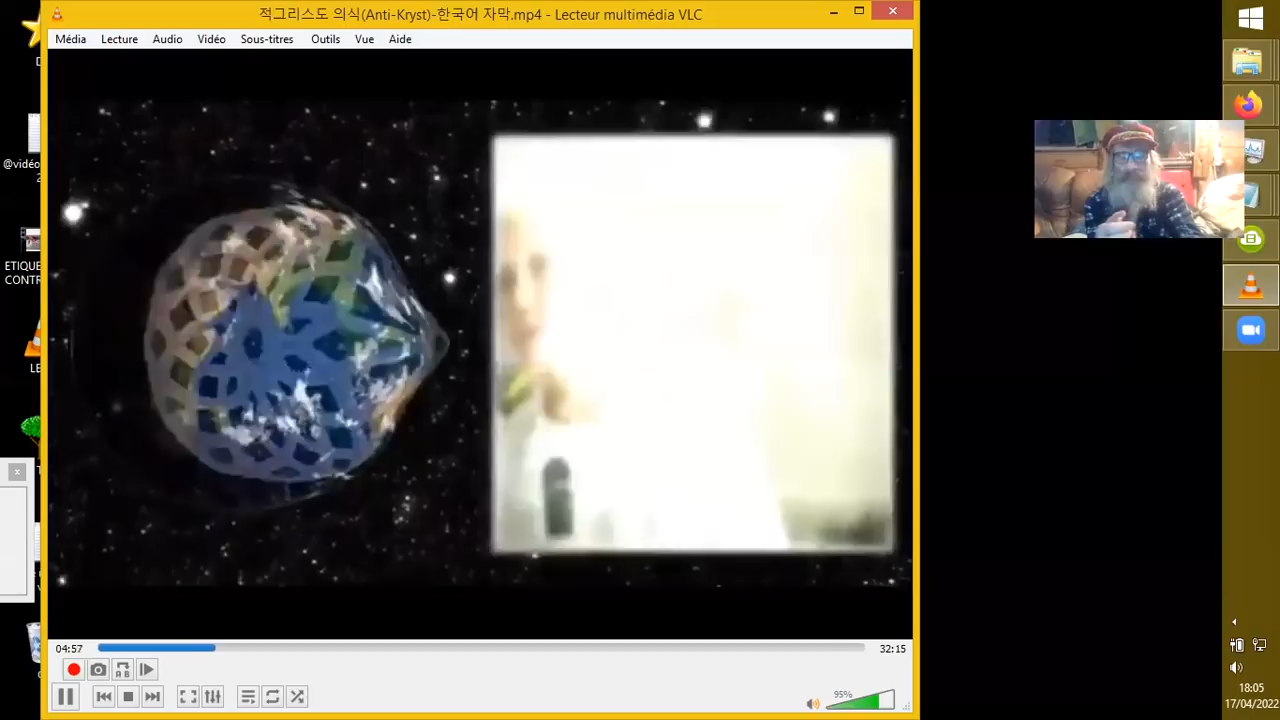 적그리스도 의식(Anti-Kryst)-한국어 자막.mp4 - Lecteur multimédia VLC
Média Lecture Audio Vidéo Sous-titres Outils Vue Aide
@vidéo
2
ETIQUE
CONTR
LE
04:57
32:15
95%
18:05
17/04/2022